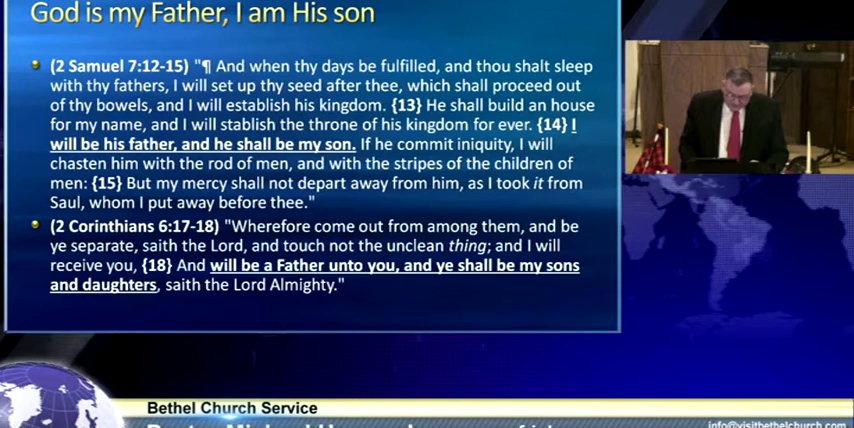 God is my Father, I am His son
(2 Samuel 7:12-15) "¶ And when thy days be fulfilled, and thou shalt sleep
with thy fathers, I will set up thy seed after thee, which shall proceed out
of thy bowels, and I will establish his kingdom. {13} He shall build an house
for my name, and I will stablish the throne of his kingdom for ever. {14} I
will be his father, and he shall be my son. If he commit iniquity, I will
chasten him with the rod of men, and with the stripes of the children of
men: {15} But my mercy shall not depart away from him, as I took it from
Saul, whom I put away before thee."
(2 Corinthians 6:17-18) "Wherefore come out from among them, and be
ye separate, saith the Lord, and touch not the unclean thing; and I will
receive you, {18} And will be a Father unto you, and ye shall be my sons
and daughters, saith the Lord Almighty."
Bethel Church Service
info@visitbethelchurch.com